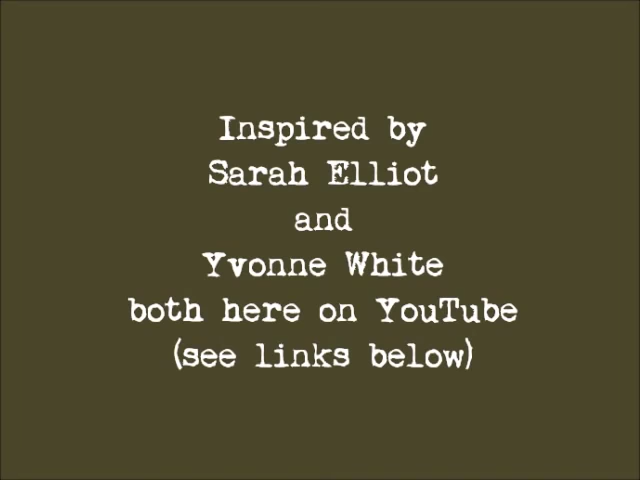 Inspired by
Sarah Elliot
and
Yvonne White
both here on YouTube
(see links below)